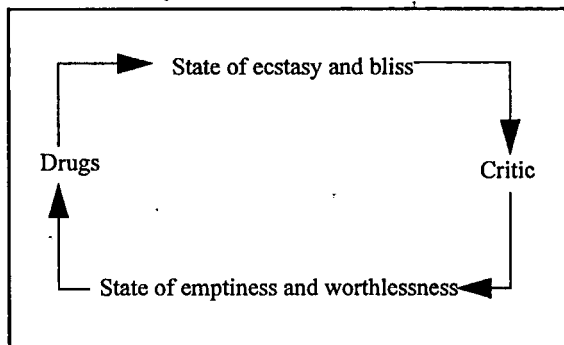 State of ecstasy and bliss
Drugs
Critic
State of emptiness and worthlessness